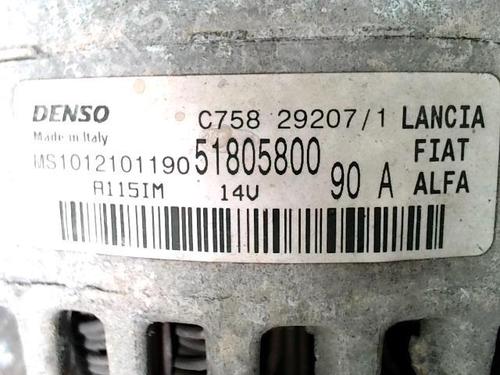 DENSO C758 29207/1 LANCIA
Made in Italy FIAT
MS1012101190 51805800
A115IM 14V 90 A ALFA